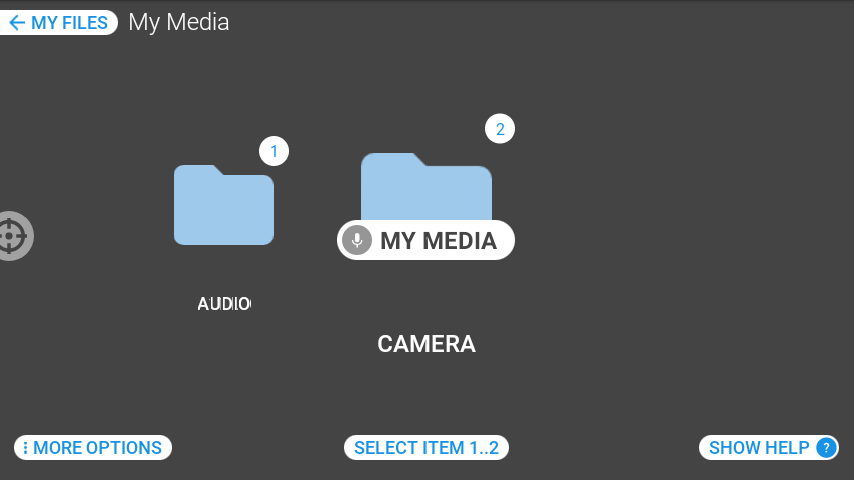 MY FILES My Media
1
2
MY MEDIA
AUDIO
CAMERA
MORE OPTIONS
SELECT ITEM 1..2
SHOW HELP ?